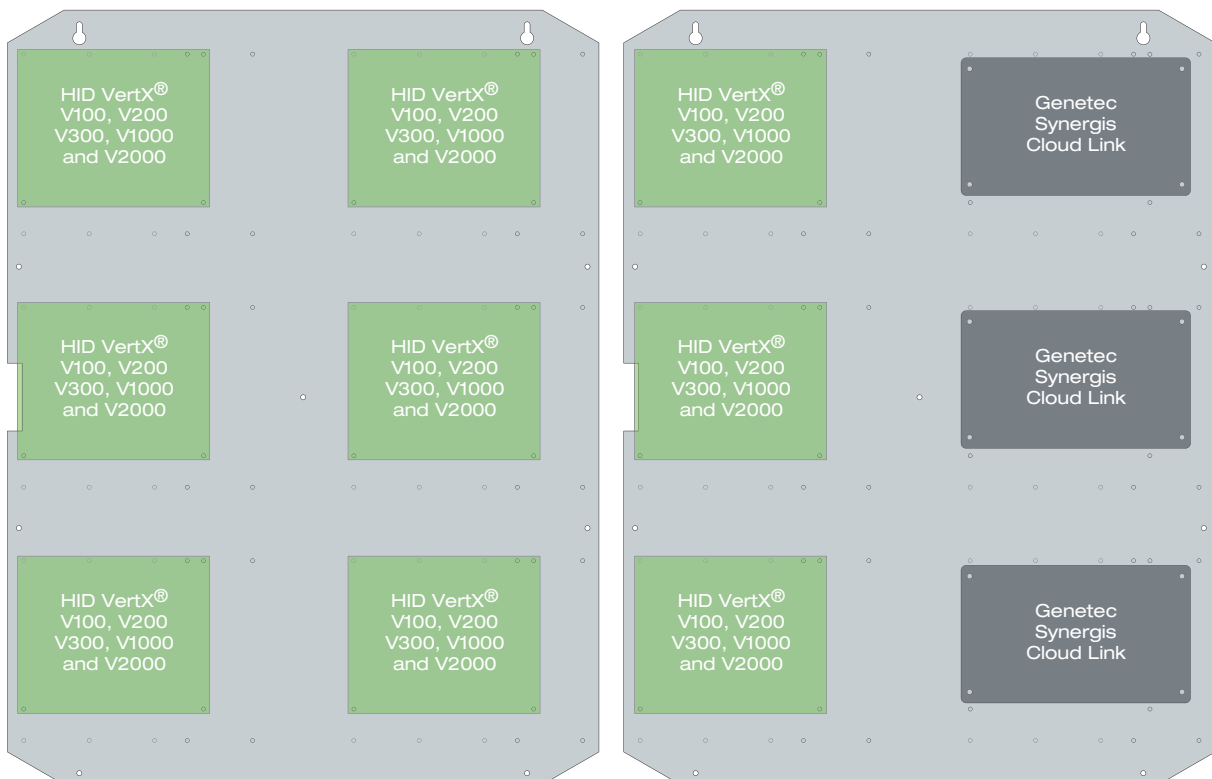 HID VertX®
V100, V200
V300, V1000
and V2000
HID VertX®
V100, V200
V300, V1000
and V2000
HID VertX®
V100, V200
V300, V1000
and V2000
Genetec
Synergis
Cloud Link
HID VertX®
V100, V200
V300, V1000
and V2000
HID VertX®
V100, V200
V300, V1000
and V2000
HID VertX®
V100, V200
V300, V1000
and V2000
Genetec
Synergis
Cloud Link
HID VertX®
V100, V200
V300, V1000
and V2000
HID VertX®
V100, V200
V300, V1000
and V2000
HID VertX®
V100, V200
V300, V1000
and V2000
Genetec
Synergis
Cloud Link